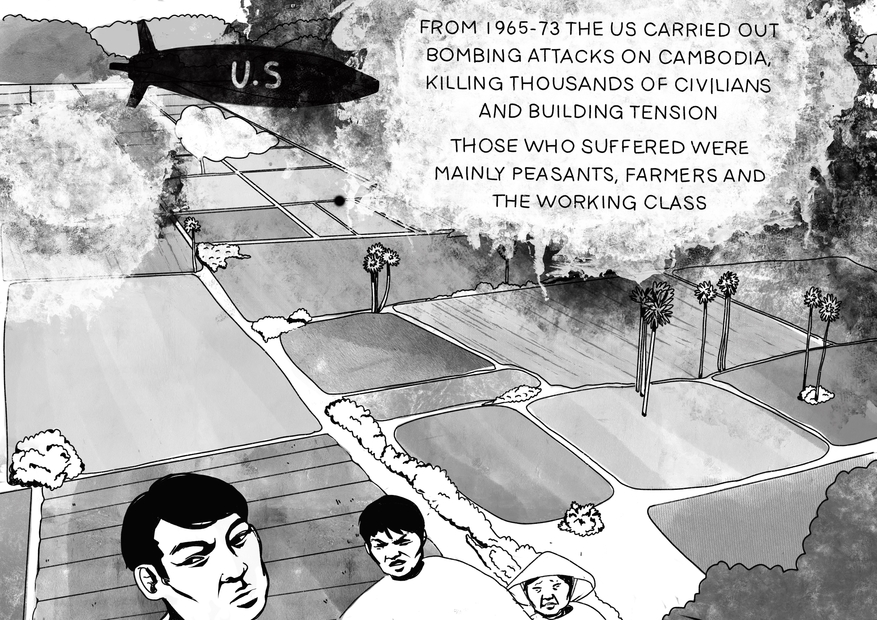 U.S
FROM 1965-73 THE US CARRIED OUT
BOMBING ATTACKS ON CAMBODIA,
KILLING THOUSANDS OF CIVILIANS
AND BUILDING TENSION
THOSE WHO SUFFERED WERE
MAINLY PEASANTS, FARMERS AND
THE WORKING CLASS